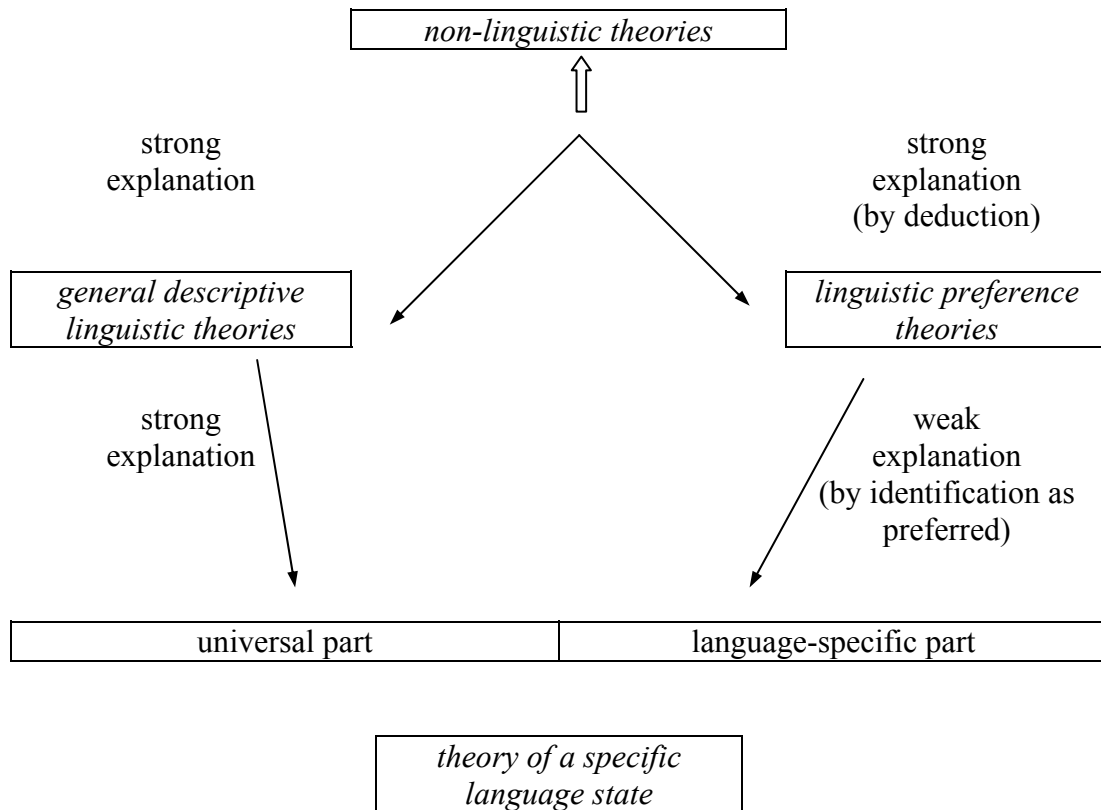 non-linguistic theories
strong
explanation
strong
explanation
(by deduction)
general descriptive
linguistic theories
linguistic preference
theories
strong
explanation
weak
explanation
(by identification as
preferred)
universal part
language-specific part
theory of a specific
language state